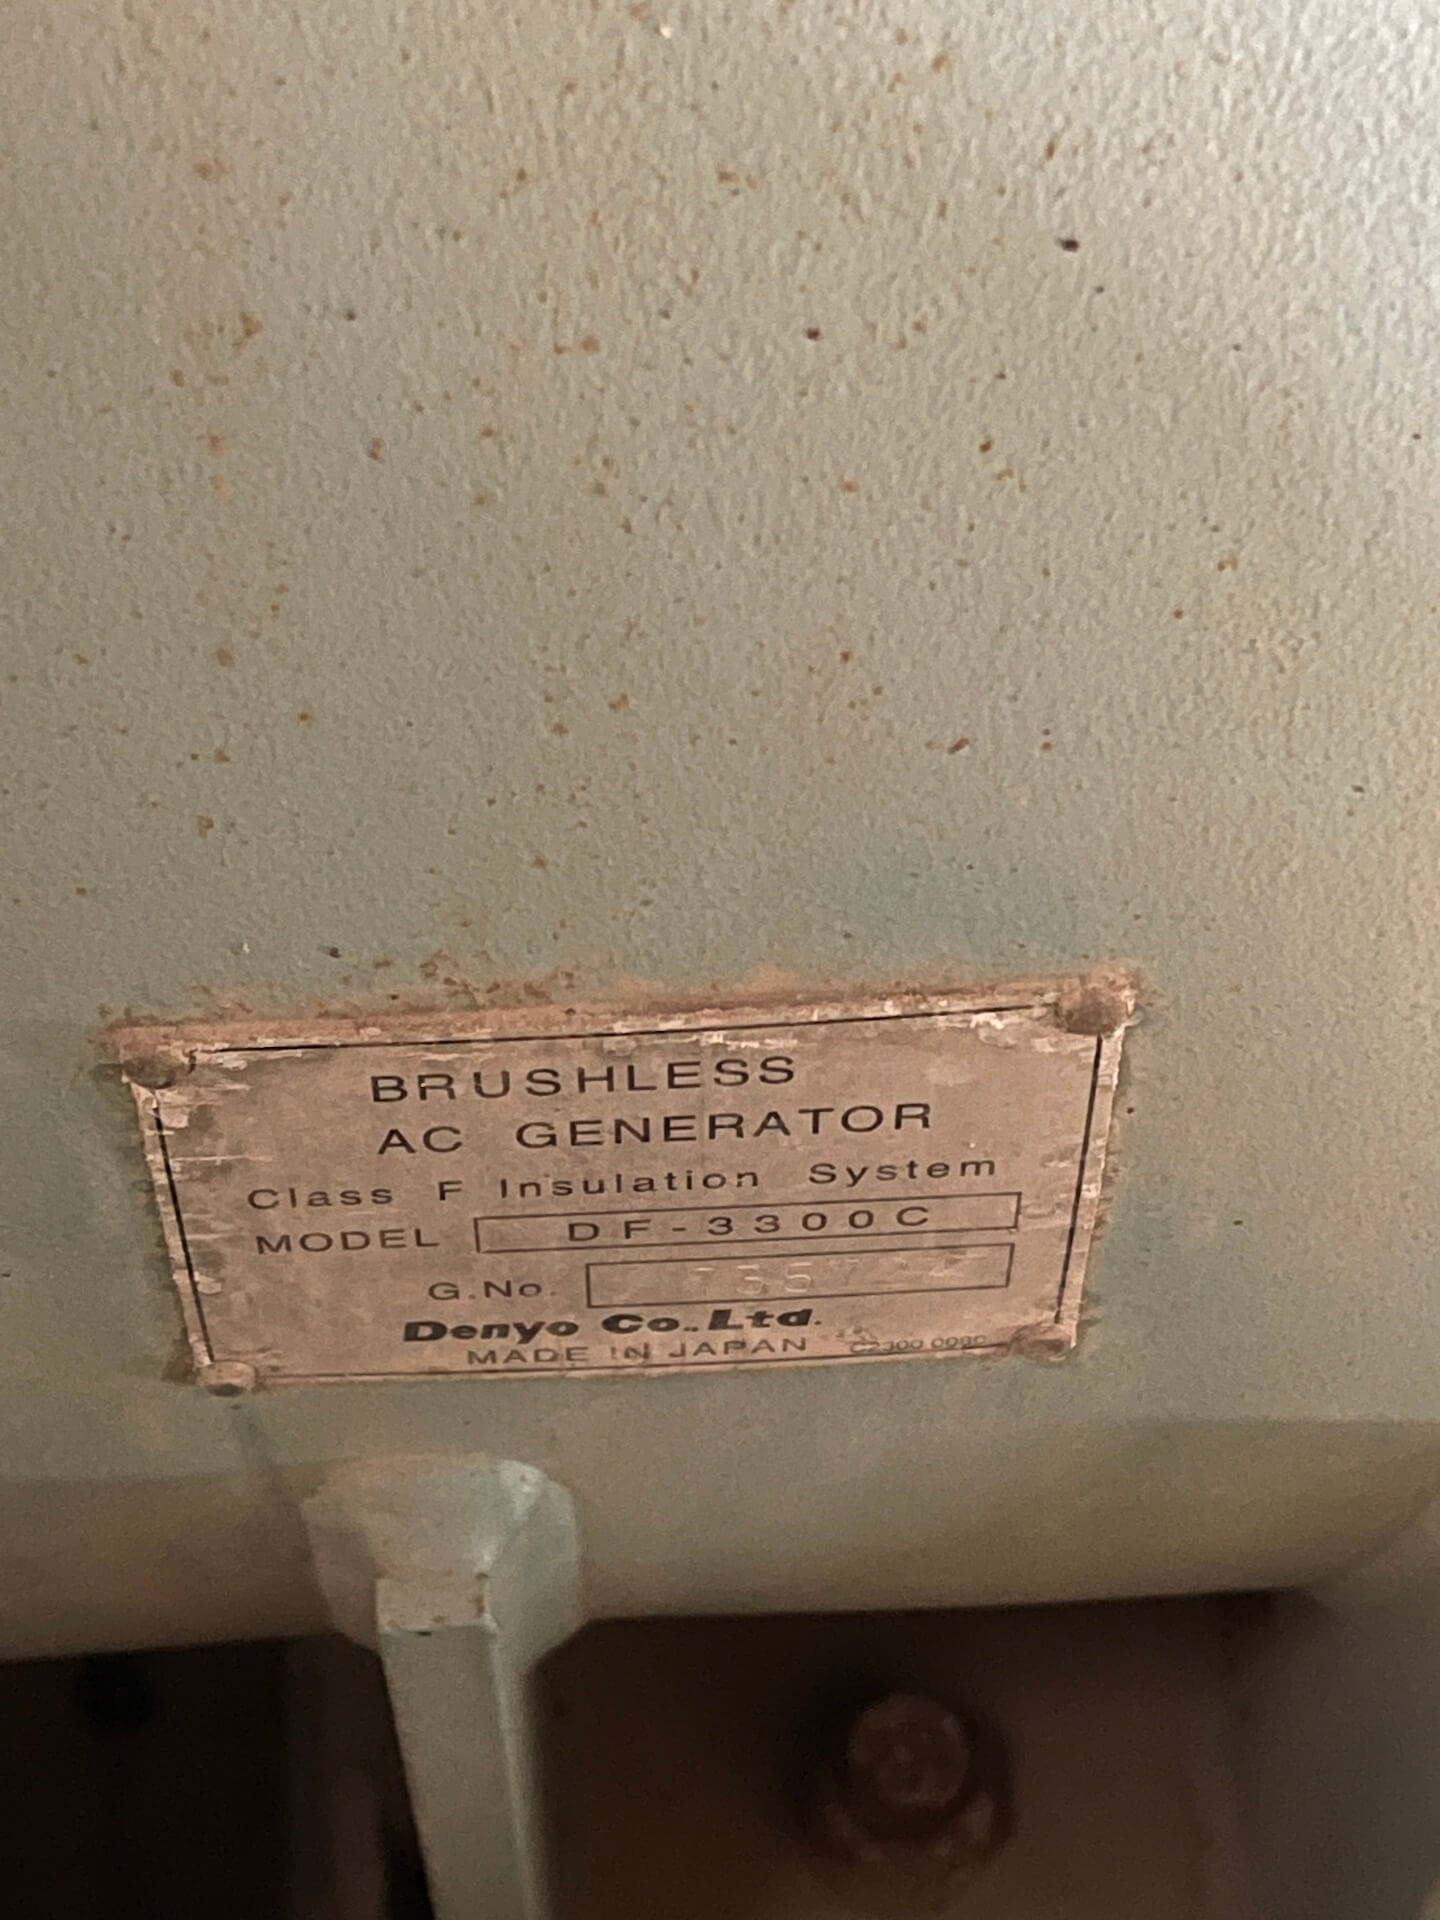 BRUSHLESS
AC GENERATOR
Class F Insulation System
MODEL DF-3300C
G.No.
Denyo Co.,Ltd.
MADE IN JAPAN